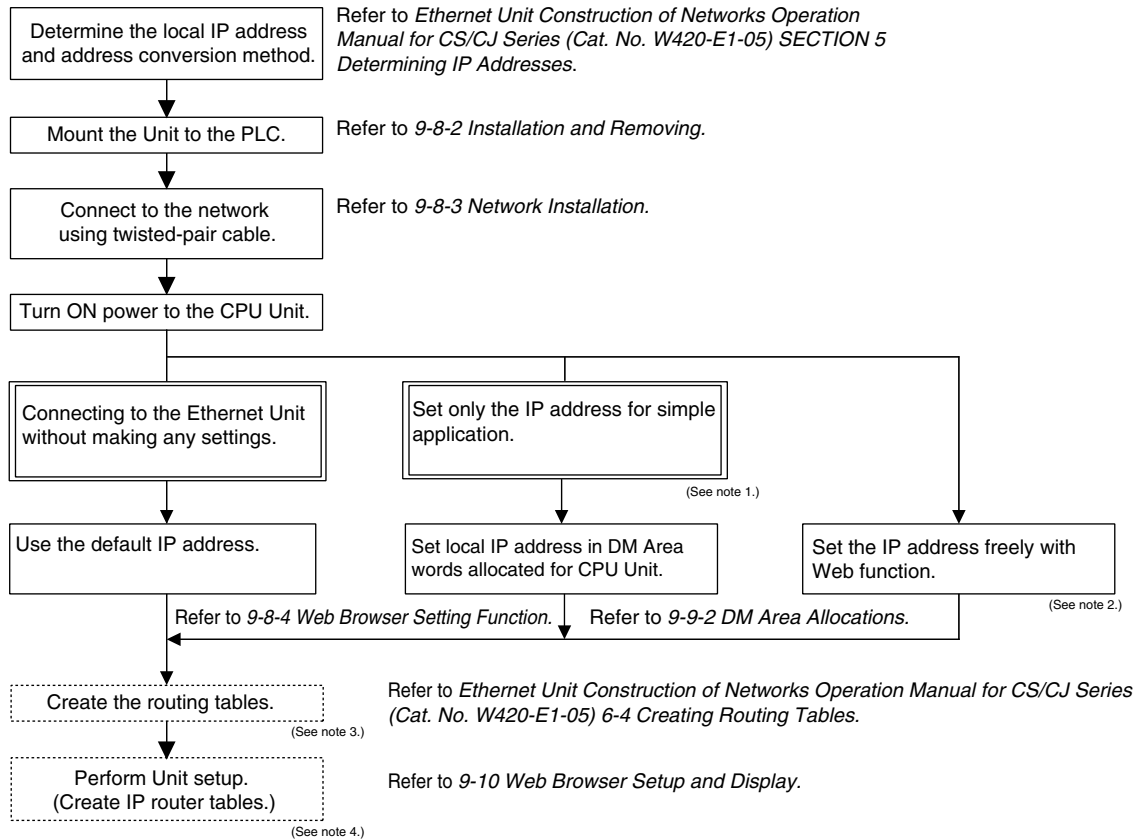 Determine the local IP address
and address conversion method.
Refer to Ethernet Unit Construction of Networks Operation
Manual for CS/CJ Series (Cat. No. W420-E1-05) SECTION 5
Determining IP Addresses.
Mount the Unit to the PLC.
Refer to 9-8-2 Installation and Removing.
Connect to the network
using twisted-pair cable.
Refer to 9-8-3 Network Installation.
Turn ON power to the CPU Unit.
Connecting to the Ethernet Unit
without making any settings.
Set only the IP address for simple
application.
(See note 1.)
Use the default IP address.
Set local IP address in DM Area
words allocated for CPU Unit.
Set the IP address freely with
Web function.
(See note 2.)
Refer to 9-8-4 Web Browser Setting Function.
Refer to 9-9-2 DM Area Allocations.
Create the routing tables.
(See note 3.)
Refer to Ethernet Unit Construction of Networks Operation Manual for CS/CJ Series
(Cat. No. W420-E1-05) 6-4 Creating Routing Tables.
Perform Unit setup.
(Create IP router tables.)
(See note 4.)
Refer to 9-10 Web Browser Setup and Display.